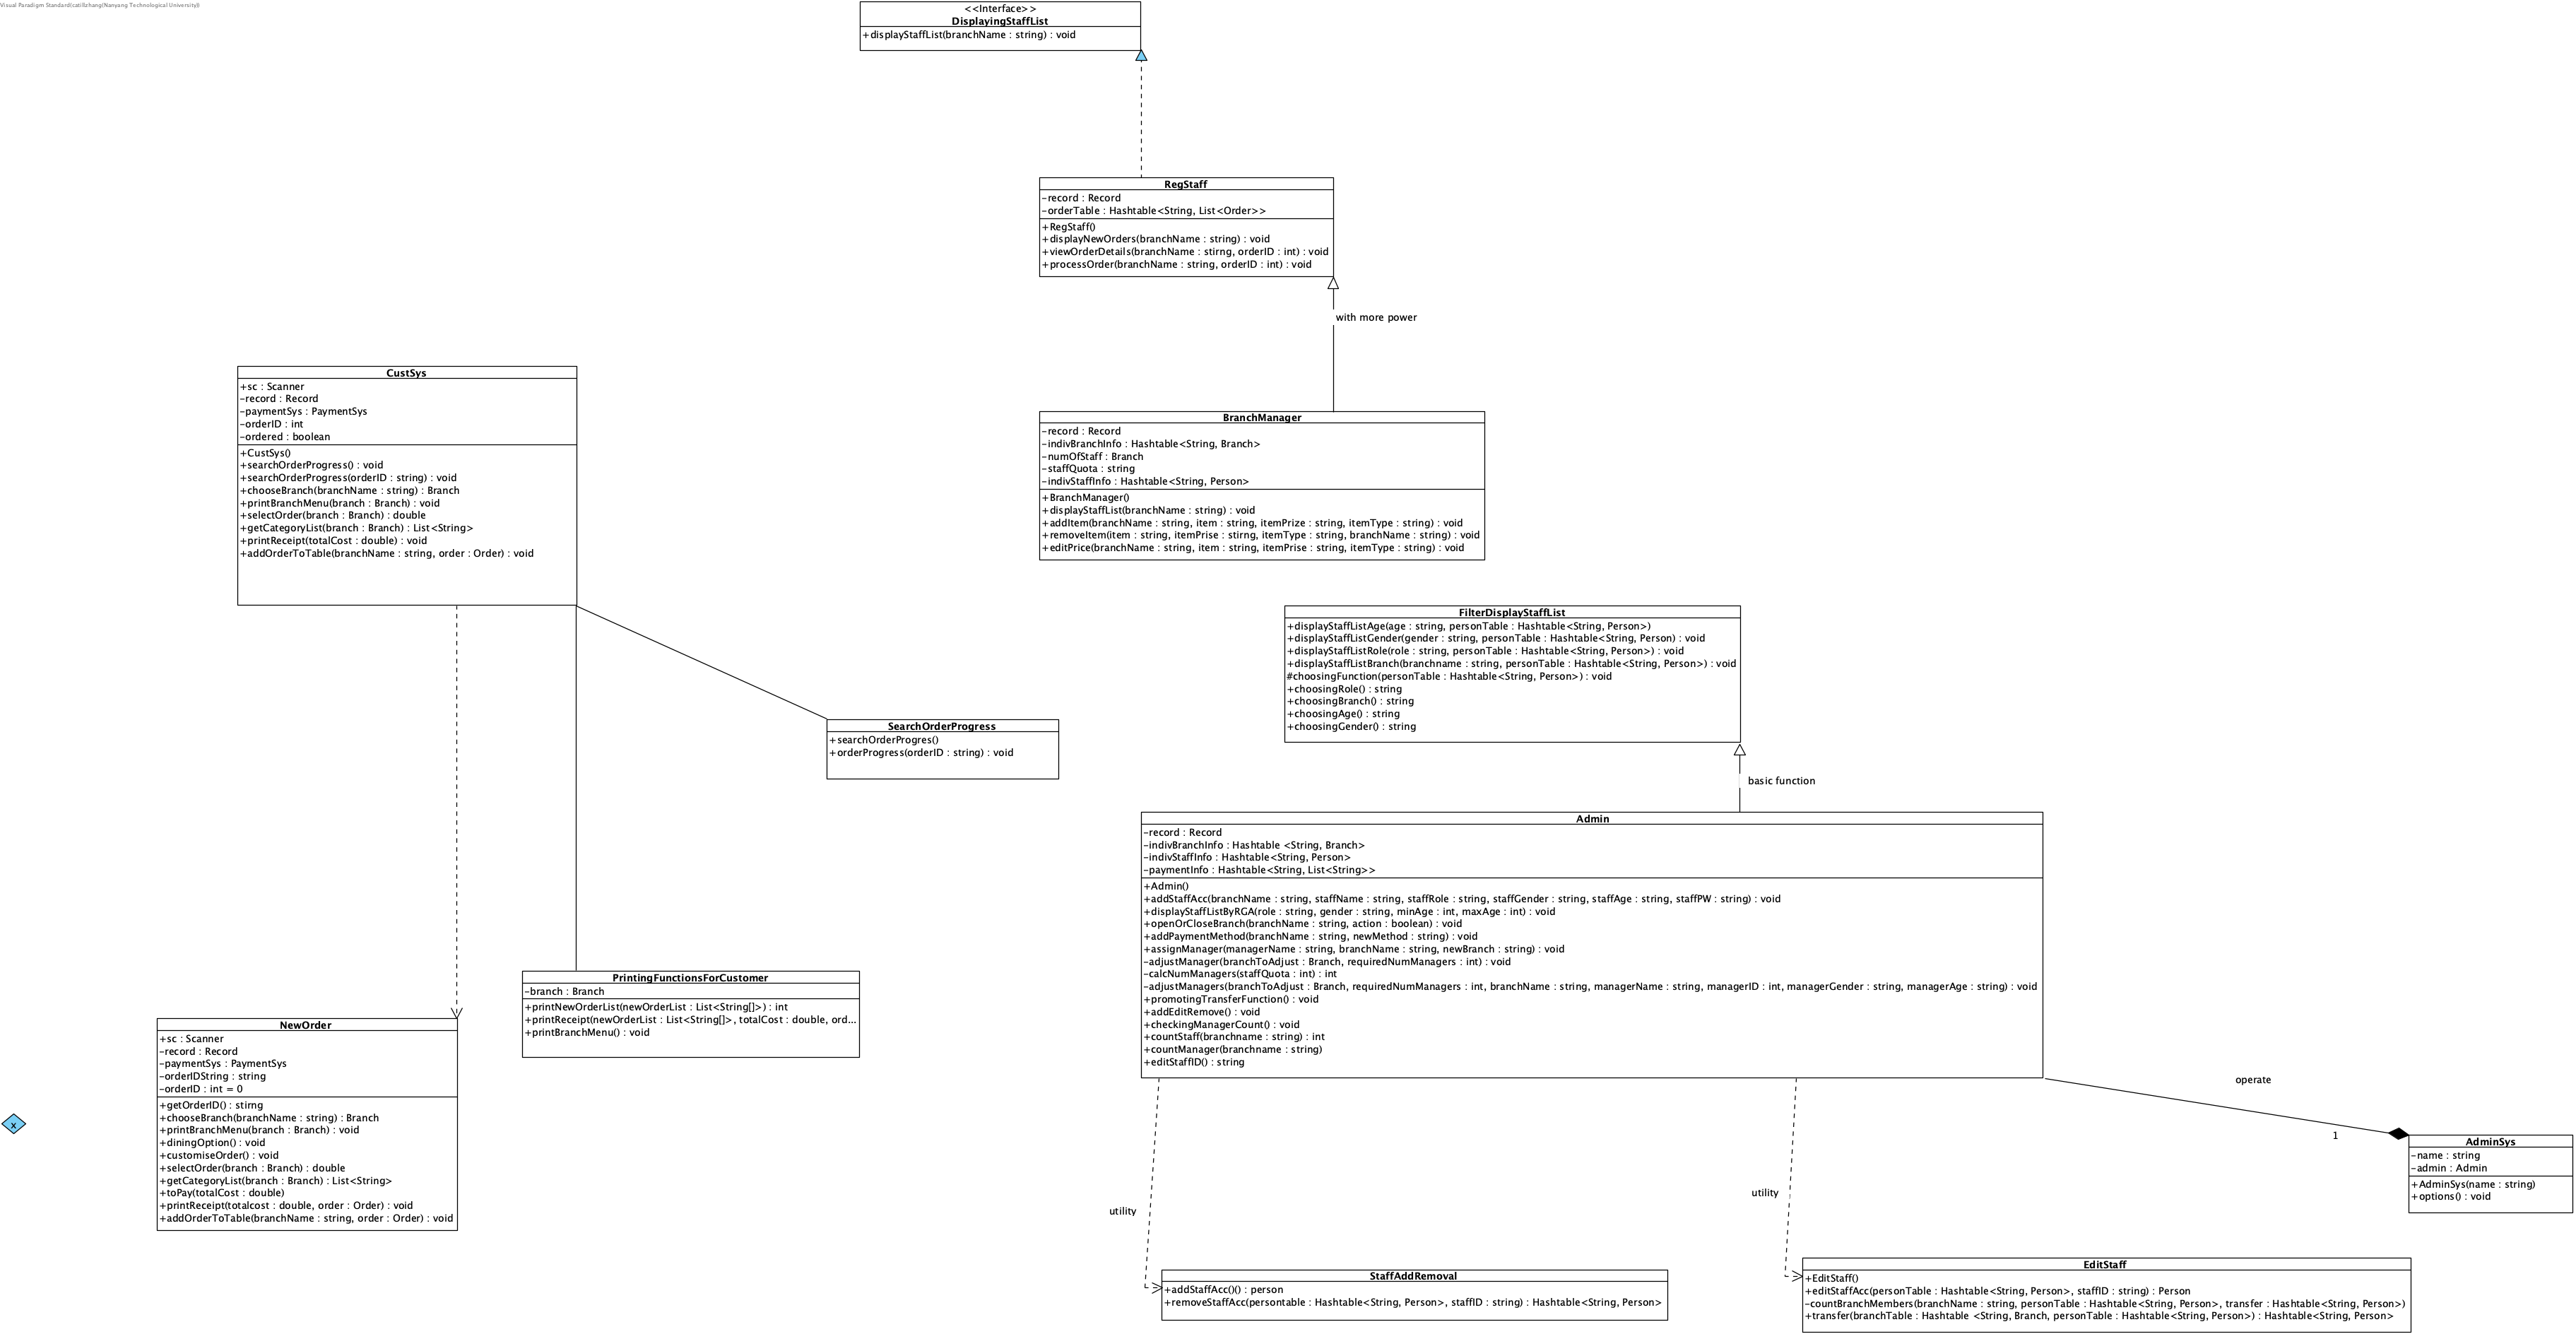 Visual Paradigm Standard(catillizhang(Nanyang Technological University))
<<Interface>>
DisplayingStaffList
+displayStaffList(branchName : string) : void
RegStaff
-record : Record
-orderTable : Hashtable<String, List<Order>>
+RegStaff()
+displayNewOrders(branchName : string) : void
+viewOrderDetails(branchName : stirng, orderID : int) : void
+processOrder(branchName : string, orderID : int) : void
with more power
CustSys
+sc : Scanner
-record : Record
-paymentSys : PaymentSys
-orderID : int
-ordered : boolean
+CustSys()
+searchOrderProgress() : void
+searchOrderProgress(orderID : string) : void
+chooseBranch(branchName : string) : Branch
+printBranchMenu(branch : Branch) : void
+selectOrder(branch : Branch) : double
+getCategoryList(branch : Branch) : List<String>
+printReceipt(totalCost : double) : void
+addOrderToTable(branchName : string, order : Order) : void
BranchManager
-record : Record
-indivBranchInfo : Hashtable<String, Branch>
-numOfStaff : Branch
-staffQuota : string
-indivStaffInfo : Hashtable<String, Person>
+BranchManager()
+displayStaffList(branchName : string) : void
+addItem(branchName : string, item : string, itemPrize : string, itemType : string) : void
+removeItem(item : string, itemPrise : stirng, itemType : string, branchName : string) : void
+editPrice(branchName : string, item : string, itemPrise : string, itemType : string) : void
FilterDisplayStaffList
+displayStaffListAge(age : string, personTable : Hashtable<String, Person>)
+displayStaffListGender(gender : string, personTable : Hashtable<String, Person) : void
+displayStaffListRole(role : string, personTable : Hashtable<String, Person>) : void
+displayStaffListBranch(branchname : string, personTable : Hashtable<String, Person>) : void
#choosingFunction(personTable : Hashtable<String, Person>) : void
+choosingRole() : string
+choosingBranch() : string
+choosingAge() : string
+choosingGender() : string
SearchOrderProgress
+searchOrderProgres()
+orderProgress(orderID : string) : void
basic function
Admin
-record : Record
-indivBranchInfo : Hashtable <String, Branch>
-indivStaffInfo : Hashtable<String, Person>
-paymentInfo : Hashtable<String, List<String>>
+Admin()
+addStaffAcc(branchName : string, staffName : string, staffRole : string, staffGender : string, staffAge : string, staffPW : string) : void
+displayStaffListByRGA(role : string, gender : string, minAge : int, maxAge : int) : void
+openOrCloseBranch(branchName : string, action : boolean) : void
+addPaymentMethod(branchName : string, newMethod : string) : void
+assignManager(managerName : string, branchName : string, newBranch : string) : void
-adjustManager(branchToAdjust : Branch, requiredNumManagers : int) : void
-calcNumManagers(staffQuota : int) : int
-adjustManagers(branchToAdjust : Branch, requiredNumManagers : int, branchName : string, managerName : string, managerID : int, managerGender : string, managerAge : string) : void
+promotingTransferFunction() : void
+addEditRemove() : void
+checkingManagerCount() : void
+countStaff(branchname : string) : int
+countManager(branchname : string)
+editStaffID() : string
PrintingFunctionsForCustomer
-branch : Branch
+printNewOrderList(newOrderList : List<String[]>) : int
+printReceipt(newOrderList : List<String[]>, totalCost : double, ord...
+printBranchMenu() : void
NewOrder
+sc : Scanner
-record : Record
-paymentSys : PaymentSys
-orderIDString : string
-orderID : int = 0
+getOrderID() : stirng
+chooseBranch(branchName : string) : Branch
+printBranchMenu(branch : Branch) : void
+diningOption() : void
+customiseOrder() : void
+selectOrder(branch : Branch) : double
+getCategoryList(branch : Branch) : List<String>
+toPay(totalCost : double)
+printReceipt(totalcost : double, order : Order) : void
+addOrderToTable(branchName : string, order : Order) : void
x
operate
1
AdminSys
-name : string
-admin : Admin
+AdminSys(name : string)
+options() : void
utility
utility
StaffAddRemoval
+addStaffAcc()() : person
+removeStaffAcc(persontable : Hashtable<String, Person>, staffID : string) : Hashtable<String, Person>
EditStaff
+EditStaff()
+editStaffAcc(personTable : Hashtable<String, Person>, staffID : string) : Person
-countBranchMembers(branchName : string, personTable : Hashtable<String, Person>, transfer : Hashtable<String, Person>)
+transfer(branchTable : Hashtable <String, Branch, personTable : Hashtable<String, Person>) : Hashtable<String, Person>